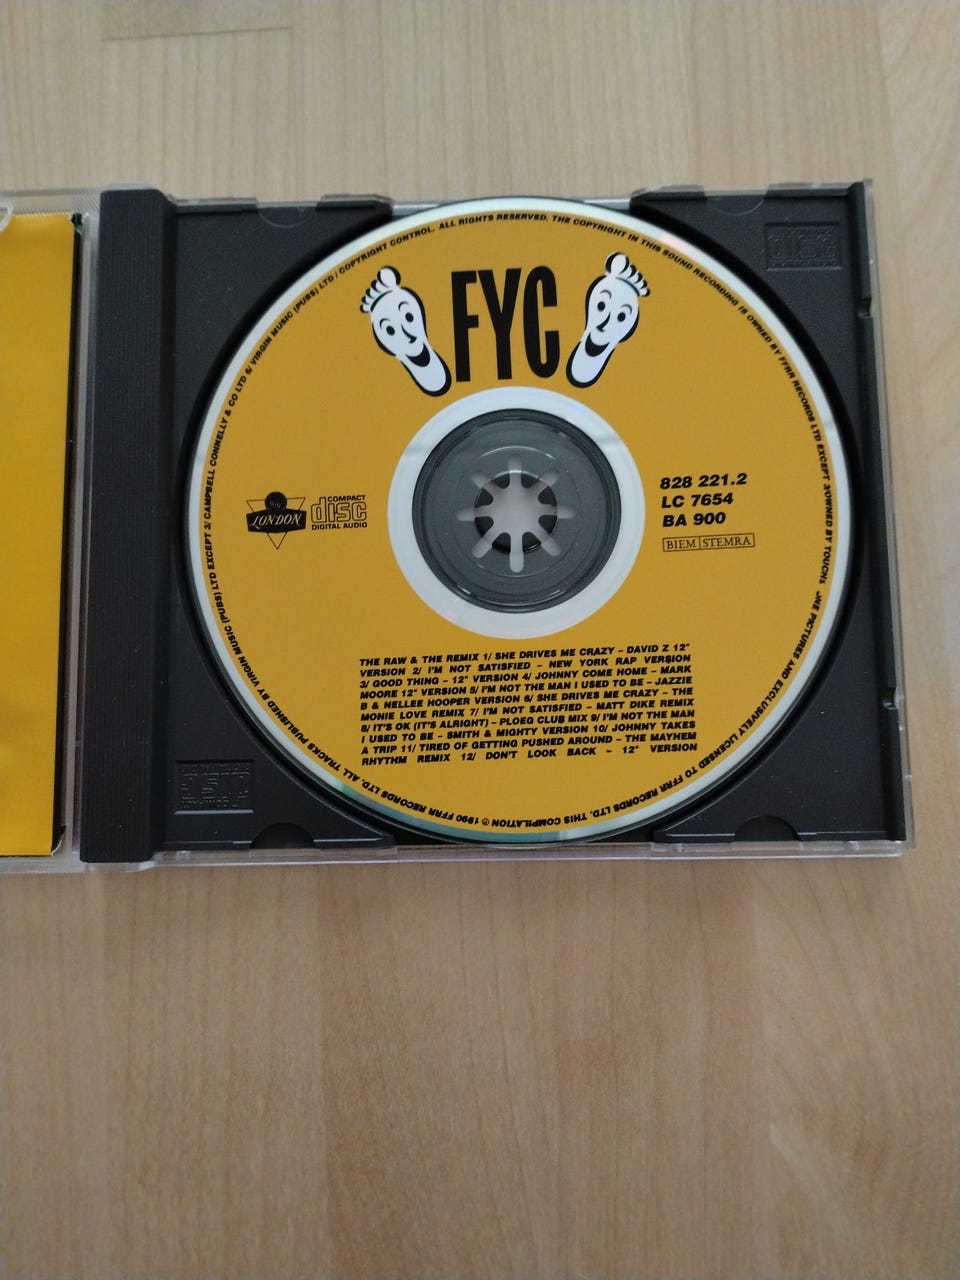 FYC
828 221.2
LC 7654
BA 900
BIEM STEMRA
LONDON
COMPACT
disc
DIGITAL AUDIO
THE RAW & THE REMIX 1/ SHE DRIVES ME CRAZY – DAVID Z 12"
VERSION 2/ I'M NOT SATISFIED – NEW YORK RAP VERSION
3/ GOOD THING – 12" VERSION 4/ JOHNNY COME HOME – MARK
MOORE 12" VERSION 5/ I'M NOT THE MAN I USED TO BE – JAZZIE
B & NELLEE HOOPER VERSION 6/ SHE DRIVES ME CRAZY – THE
MONIE LOVE REMIX 7/ I'M NOT SATISFIED – MATT DIKE REMIX
8/ IT'S OK (IT'S ALRIGHT) – PLOEG CLUB MIX 9/ I'M NOT THE MAN
I USED TO BE – SMITH & MIGHTY VERSION 10/ JOHNNY TAKES
A TRIP 11/ TIRED OF GETTING PUSHED AROUND – THE MAYHEM
RHYTHM REMIX 12/ DON'T LOOK BACK – 12" VERSION
℗ 1990 FFRR RECORDS LTD. ALL TRACKS PUBLISHED BY VIRGIN MUSIC (PUBS) LTD EXCEPT 3/ CAMPBELL CONNELLY & CO LTD 6/ VIRGIN MUSIC (PUBS) LTD / COPYRIGHT CONTROL. ALL RIGHTS RESERVED. THE COPYRIGHT IN THIS SOUND RECORDING IS OWNED BY FFRR RECORDS LTD EXCEPT 3/OWNED BY PICTURES AND EXCLUSIVELY LICENSED TO FFRR RECORDS LTD. THIS COMPILATION
disc